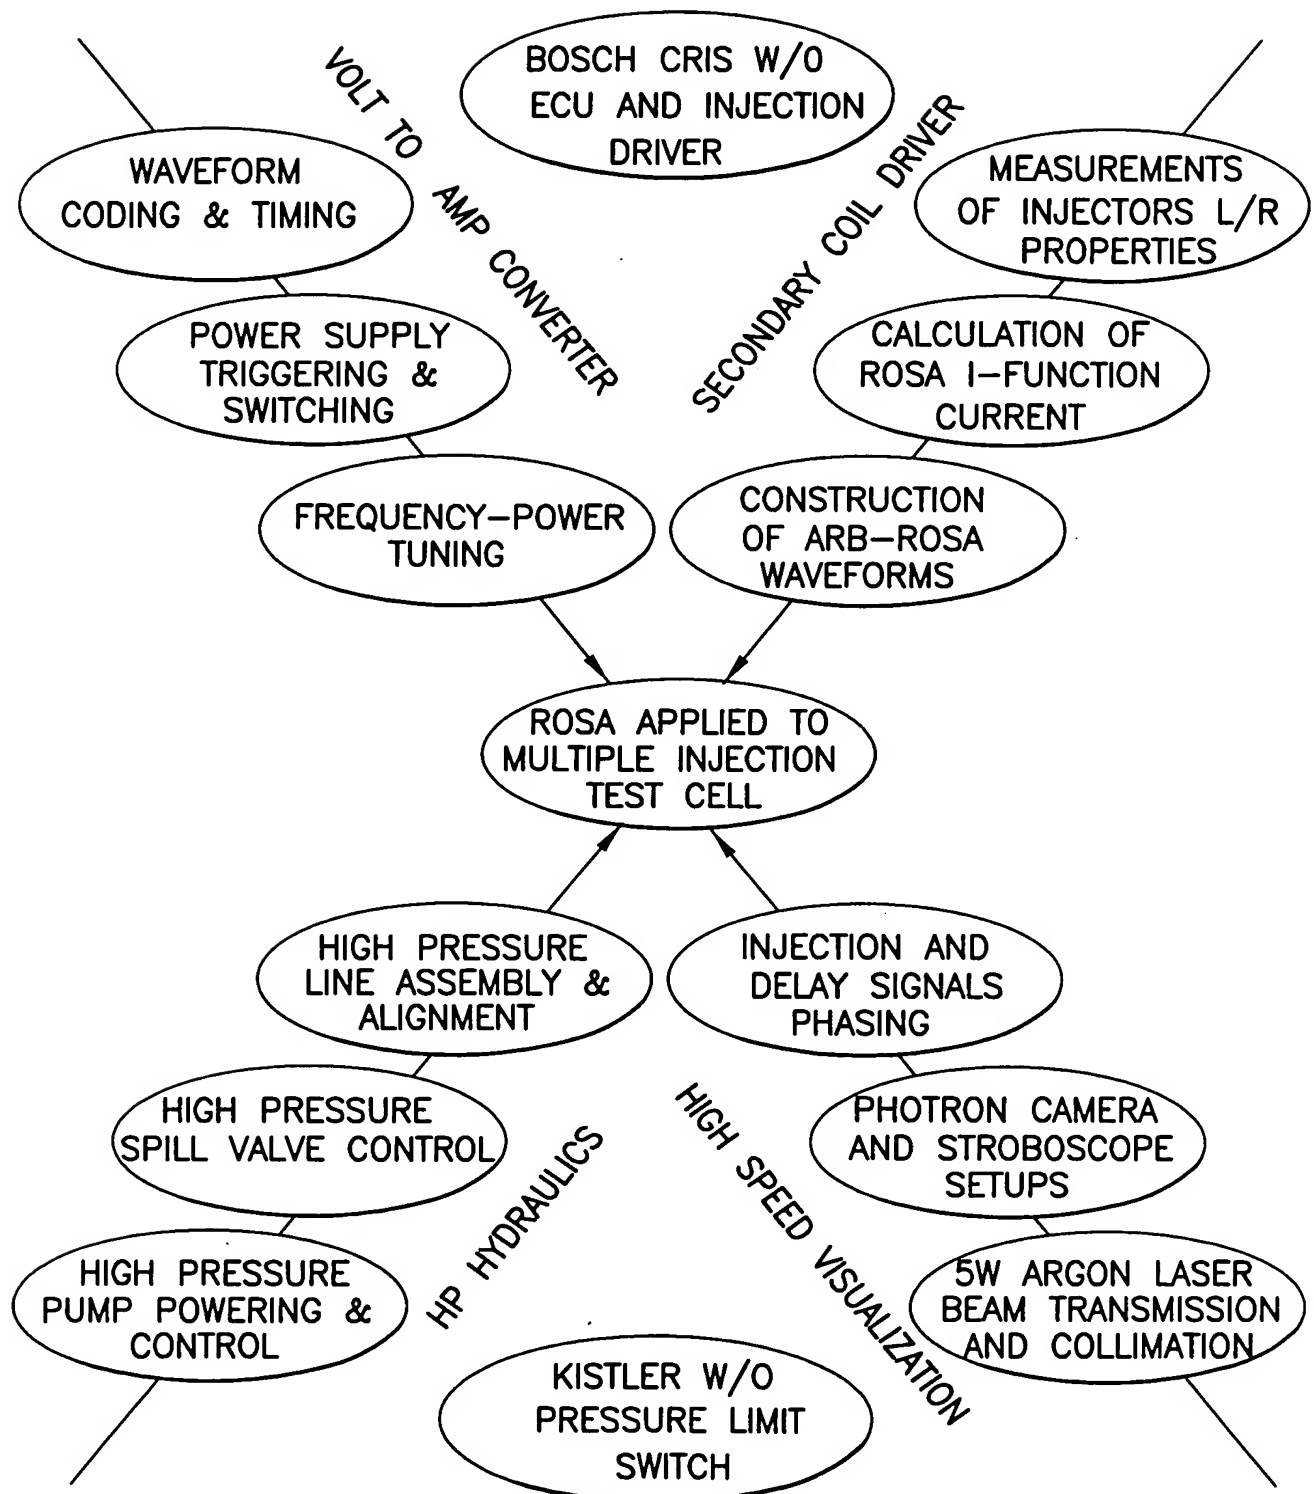 BOSCH CRIS W/O
ECU AND INJECTION
DRIVER
VOLT TO AMP CONVERTER
SECONDARY COIL DRIVER
WAVEFORM
CODING & TIMING
MEASUREMENTS
OF INJECTORS L/R
PROPERTIES
POWER SUPPLY
TRIGGERING &
SWITCHING
CALCULATION OF
ROSA I-FUNCTION
CURRENT
FREQUENCY-POWER
TUNING
CONSTRUCTION
OF ARB-ROSA
WAVEFORMS
ROSA APPLIED TO
MULTIPLE INJECTION
TEST CELL
HIGH PRESSURE
LINE ASSEMBLY &
ALIGNMENT
INJECTION AND
DELAY SIGNALS
PHASING
HIGH PRESSURE
SPILL VALVE CONTROL
PHOTRON CAMERA
AND STROBOSCOPE
SETUPS
HP HYDRAULICS
HIGH SPEED VISUALIZATION
HIGH PRESSURE
PUMP POWERING &
CONTROL
5W ARGON LASER
BEAM TRANSMISSION
AND COLLIMATION
KISTLER W/O
PRESSURE LIMIT
SWITCH